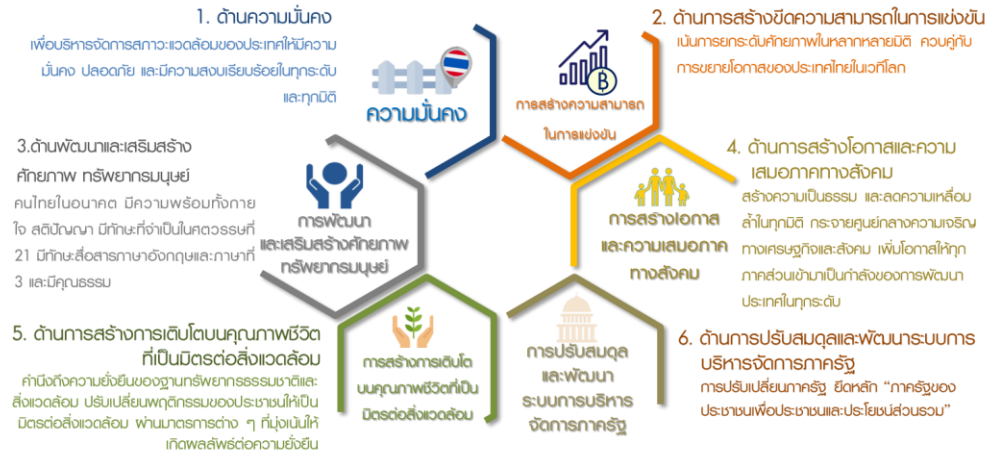 1. ด้านความมั่นคง
เพื่อบริหารจัดการสภาวะแวดล้อมของประเทศให้มีความ
มั่นคง ปลอดภัย และมีความสงบเรียบร้อยในทุกระดับ
และทุกมิติ
ความมั่นคง
2. ด้านการสร้างขีดความสามารถในการแข่งขัน
เน้นการยกระดับศักยภาพในหลากหลายมิติ ควบคู่กับ
การขยายโอกาสของประเทศไทยในเวทีโลก
การสร้างความสามารถ
ในการแข่งขัน
3.ด้านพัฒนาและเสริมสร้าง
ศักยภาพ ทรัพยากรมนุษย์
คนไทยในอนาคต มีความพร้อมทั้งกาย
ใจ สติปัญญา มีทักษะที่จำเป็นในศตวรรษที่
21 มีทักษะสื่อสารภาษาอังกฤษและภาษาที่
3 และมีคุณธรรม
การพัฒนา
และเสริมสร้างศักยภาพ
ทรัพยากรมนุษย์
4. ด้านการสร้างโอกาสและความ
เสมอภาคทางสังคม
สร้างความเป็นธรรม และลดความเหลื่อม
ล้ำในทุกมิติ กระจายศูนย์กลางความเจริญ
ทางเศรษฐกิจและสังคม เพิ่มโอกาสให้ทุก
ภาคส่วนเข้ามาเป็นกำลังของการพัฒนา
ประเทศในทุกระดับ
การสร้างโอกาส
และความเสมอภาค
ทางสังคม
5. ด้านการสร้างการเติบโตบนคุณภาพชีวิต
ที่เป็นมิตรต่อสิ่งแวดล้อม
คำนึงถึงความยั่งยืนของฐานทรัพยากรธรรมชาติและ
สิ่งแวดล้อม ปรับเปลี่ยนพฤติกรรมของประชาชนให้เป็น
มิตรต่อสิ่งแวดล้อม ผ่านมาตรการต่าง ๆ ที่มุ่งเน้นให้
เกิดผลลัพธ์ต่อความยั่งยืน
การสร้างการเติบโต
บนคุณภาพชีวิตที่เป็น
มิตรต่อสิ่งแวดล้อม
การปรับสมดุล
และพัฒนา
ระบบการบริหาร
จัดการภาครัฐ
6. ด้านการปรับสมดุลและพัฒนาระบบการ
บริหารจัดการภาครัฐ
การปรับเปลี่ยนภาครัฐ ยึดหลัก “ภาครัฐของ
ประชาชนเพื่อประชาชนและประโยชน์ส่วนรวม”